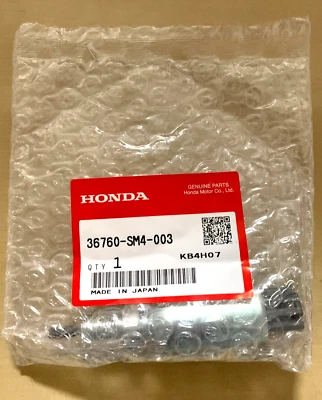 HONDA
GENUINE PARTS
Honda Motor Co., Ltd.
36760-SM4-003
QTY 1
KB4H07
MADE IN JAPAN